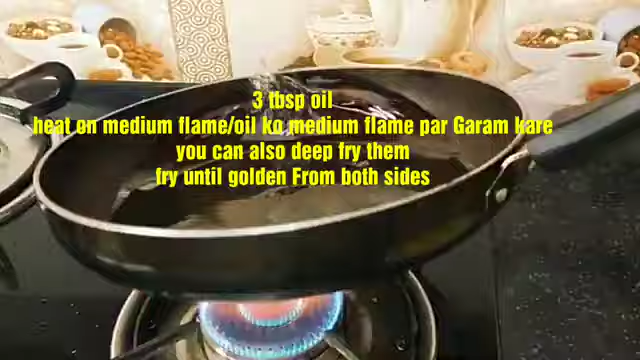 3 tbsp oil
heat on medium flame/oil ko medium flame par Garam kare
you can also deep fry them
fry until golden From both sides